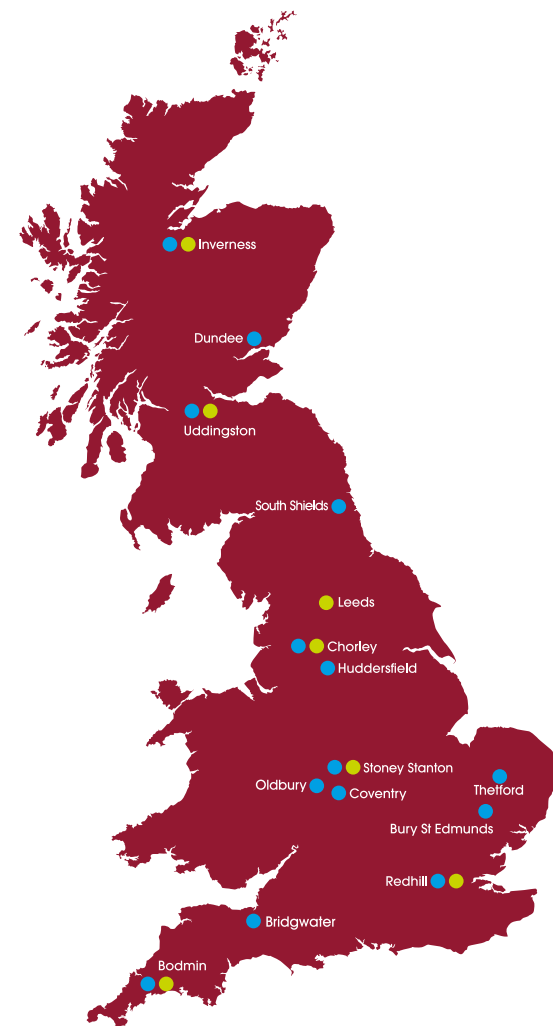 Inverness
Dundee
Uddingston
South Shields
Leeds
Chorley
Huddersfield
Stoney Stanton
Oldbury
Coventry
Thetford
Bury St Edmunds
Redhill
Bridgwater
Bodmin